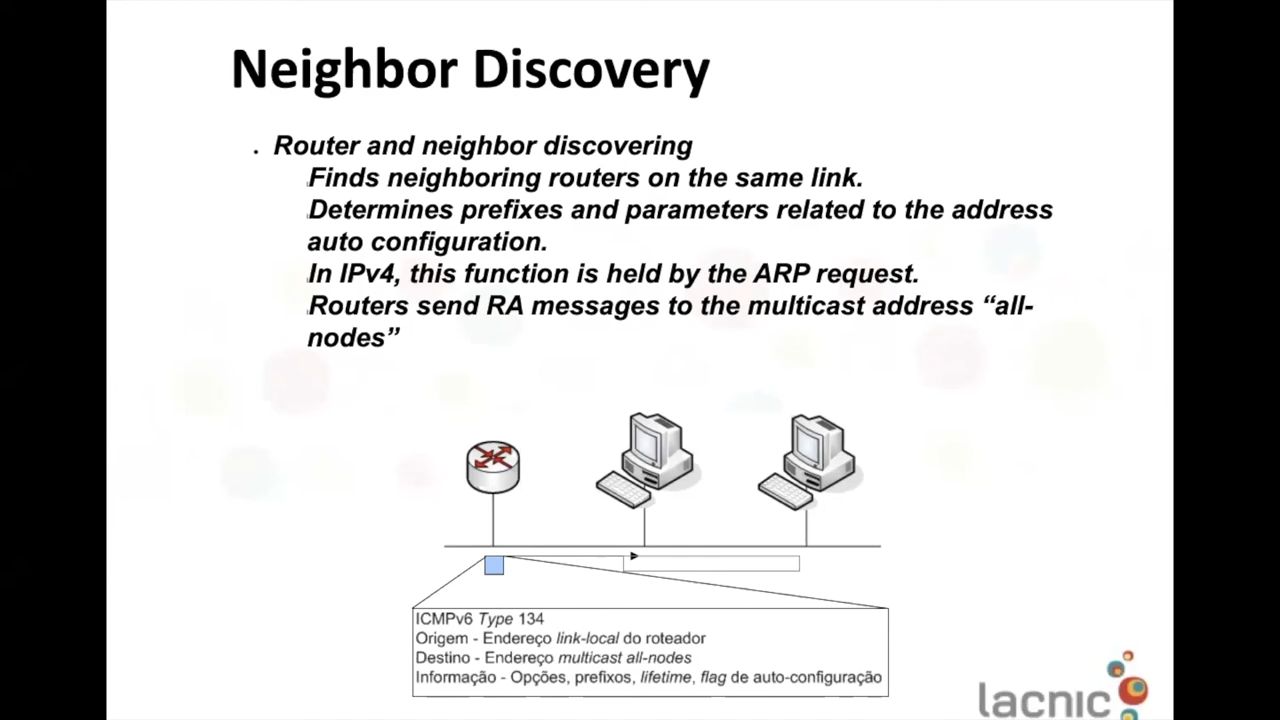 Neighbor Discovery
. Router and neighbor discovering
Finds neighboring routers on the same link.
Determines prefixes and parameters related to the address
auto configuration.
In IPv4, this function is held by the ARP request.
Routers send RA messages to the multicast address “all-
nodes”
ICMPv6 Type 134
Origem - Endereço link-local do roteador
Destino - Endereço multicast all-nodes
Informação - Opções, prefixos, lifetime, flag de auto-configuração
lacnic